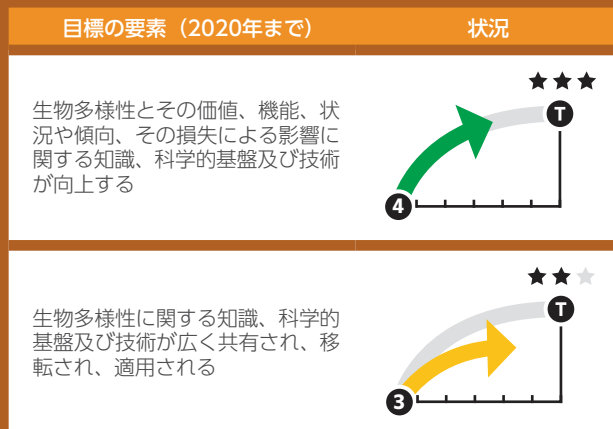 目標の要素（2020年まで）
状況
生物多様性とその価値、機能、状
況や傾向、その損失による影響に
関する知識、科学的基盤及び技術
が向上する
★★★
T
4
生物多様性に関する知識、科学的
基盤及び技術が広く共有され、移
転され、適用される
★★★
T
3